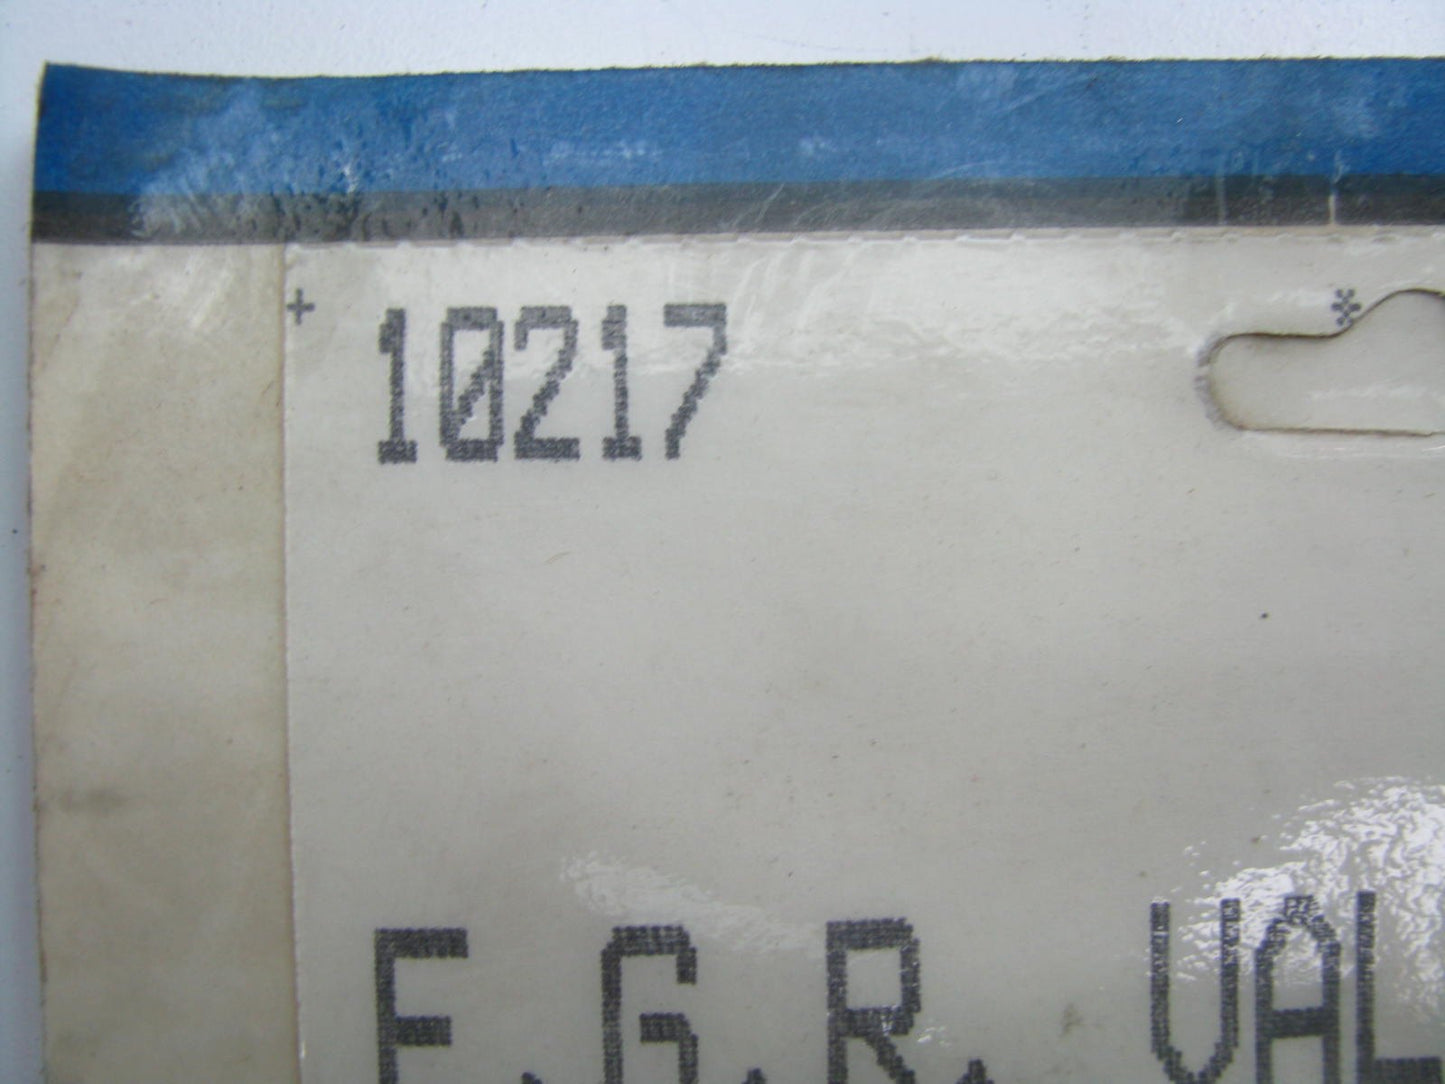 + 10217 *
E.G.R. VAL